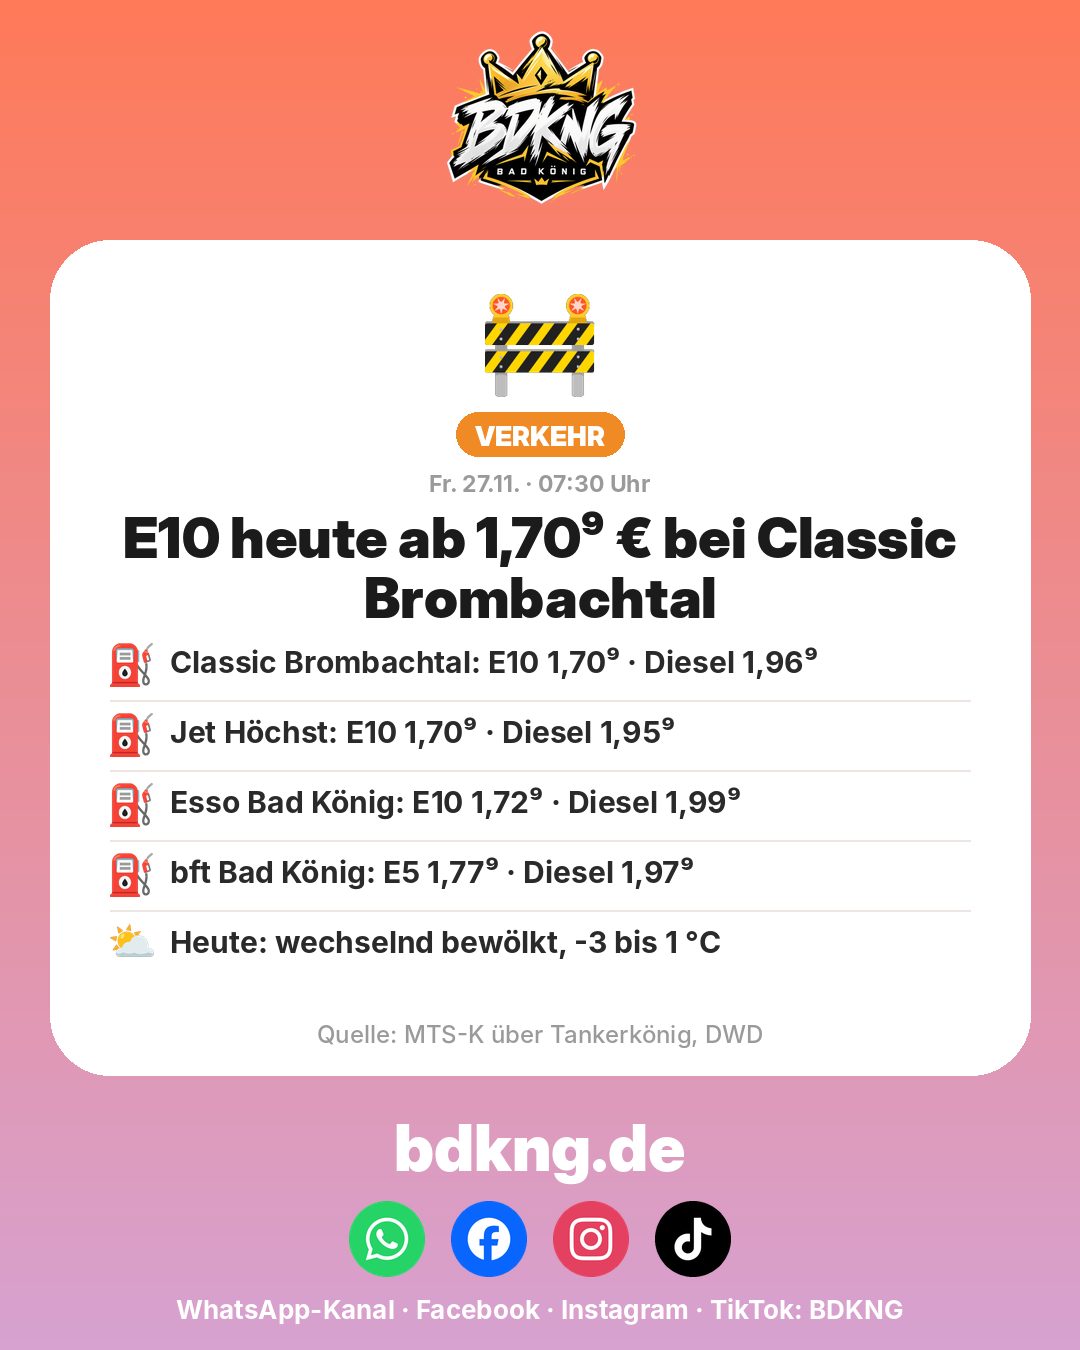 BDKNG
BAD KÖNIG
VERKEHR
Fr. 27.11. · 07:30 Uhr
E10 heute ab 1,70⁹ € bei Classic
Brombachtal
Classic Brombachtal: E10 1,70⁹ · Diesel 1,96⁹
Jet Höchst: E10 1,70⁹ · Diesel 1,95⁹
Esso Bad König: E10 1,72⁹ · Diesel 1,99⁹
bft Bad König: E5 1,77⁹ · Diesel 1,97⁹
Heute: wechselnd bewölkt, -3 bis 1 °C
Quelle: MTS-K über Tankerkönig, DWD
bdkng.de
WhatsApp-Kanal · Facebook · Instagram · TikTok: BDKNG